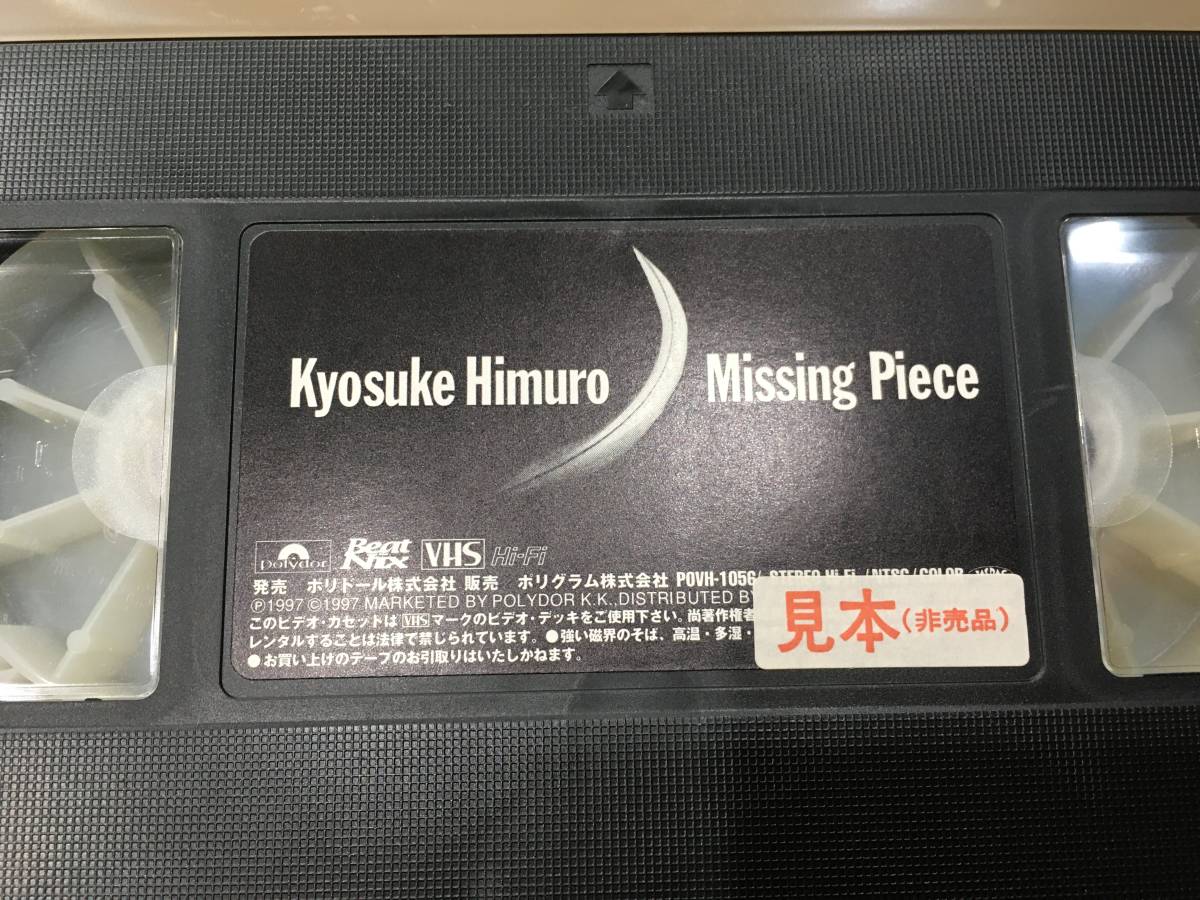 Kyosuke Himuro Missing Piece
Polydor Beat Nix VHS Hi-Fi
発売 ポリドール株式会社 販売 ポリグラム株式会社 POVH-1056/ STEREO Hi-Fi /NTSC/COLOR
Ⓟ1997 ©1997 MARKETED BY POLYDOR K.K., DISTRIBUTED BY
このビデオ・カセットは VHS マークのビデオ・デッキをご使用下さい。尚著作権者
レンタルすることは法律で禁じられています。●強い磁界のそば、高温・多湿・
●お買い上げのテープのお引取りはいたしかねます。
見本(非売品)